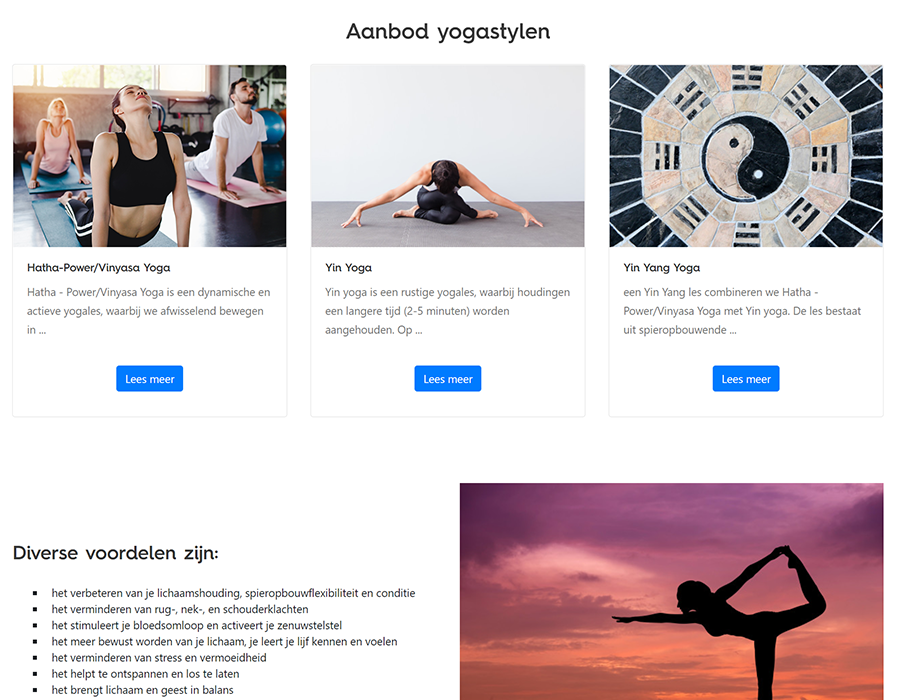 Aanbod yogastylen
Hatha-Power/Vinyasa Yoga
Hatha - Power/Vinyasa Yoga is een dynamische en
actieve yogales, waarbij we afwisselend bewegen
in ...
Lees meer
Yin Yoga
Yin yoga is een rustige yogales, waarbij houdingen
een langere tijd (2-5 minuten) worden
aangehouden. Op ...
Lees meer
Yin Yang Yoga
een Yin Yang les combineren we Hatha -
Power/Vinyasa Yoga met Yin yoga. De les bestaat
uit spieropbouwende ...
Lees meer
Diverse voordelen zijn:
▪ het verbeteren van je lichaamshouding, spieropbouwflexibiliteit en conditie
▪ het verminderen van rug-, nek-, en schouderklachten
▪ het stimuleert je bloedsomloop en activeert je zenuwstelstel
▪ het meer bewust worden van je lichaam, je leert je lijf kennen en voelen
▪ het verminderen van stress en vermoeidheid
▪ het helpt te ontspannen en los te laten
▪ het brengt lichaam en geest in balans